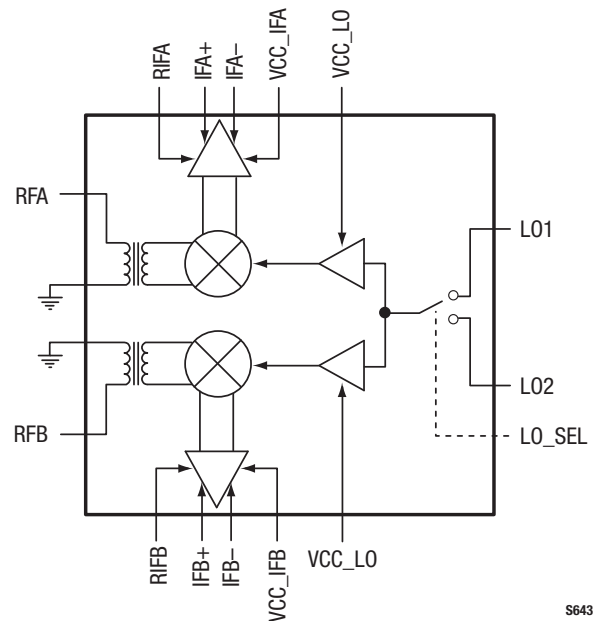 RIFA
IFA+
IFA−
VCC_IFA
VCC_LO
RFA
LO1
LO2
RFB
LO_SEL
RIFB
IFB+
IFB−
VCC_IFB
VCC_LO
S643